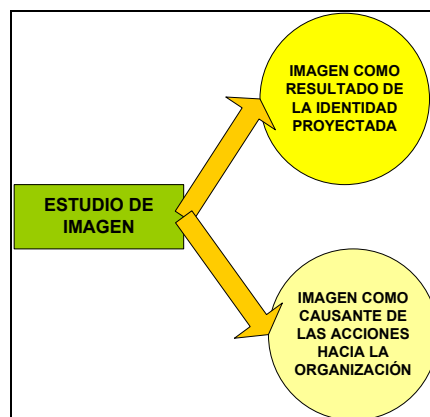 IMAGEN COMO
RESULTADO DE
LA IDENTIDAD
PROYECTADA
ESTUDIO DE
IMAGEN
IMAGEN COMO
CAUSANTE DE
LAS ACCIONES
HACIA LA
ORGANIZACIÓN